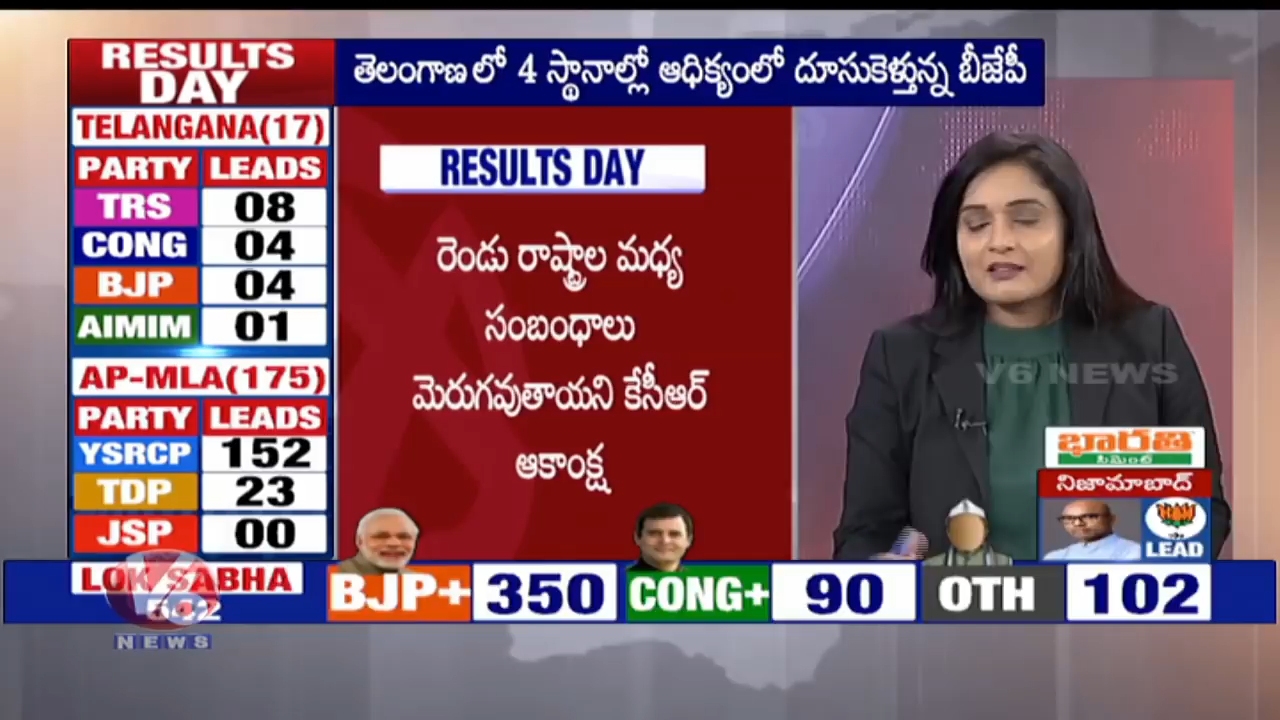 RESULTS
DAY
తెలంగాణలో 4 స్థానాల్లో ఆధిక్యంలో దూసుకెళ్తున్న బీజేపీ
TELANGANA(17)
PARTY LEADS
TRS 08
CONG 04
BJP 04
AIMIM 01
AP-MLA(175)
PARTY LEADS
YSRCP 152
TDP 23
JSP 00
RESULTS DAY
రెండు రాష్ట్రాల మధ్య
సంబంధాలు
మెరుగవుతాయని కేసీఆర్
ఆకాంక్ష
V6 NEWS
భారతి
సిమెంట్
నిజామాబాద్
LEAD
LOK SABHA
542
BJP+ 350 CONG+ 90 OTH 102
NEWS